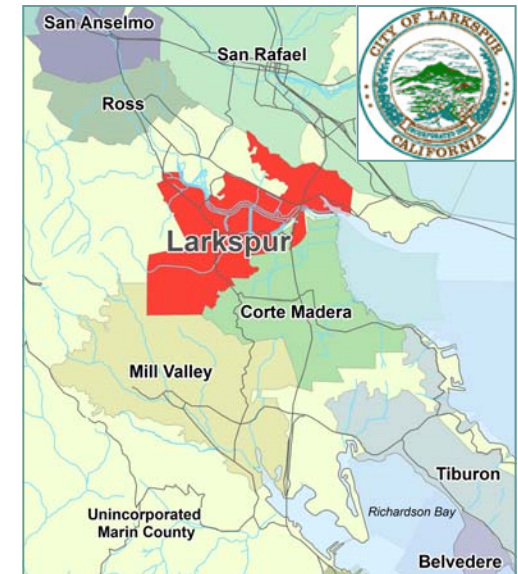 San Anselmo
San Rafael
CITY OF LARKSPUR
CALIFORNIA
Ross
Larkspur
Corte Madera
Mill Valley
Tiburon
Unincorporated
Marin County
Richardson Bay
Belvedere